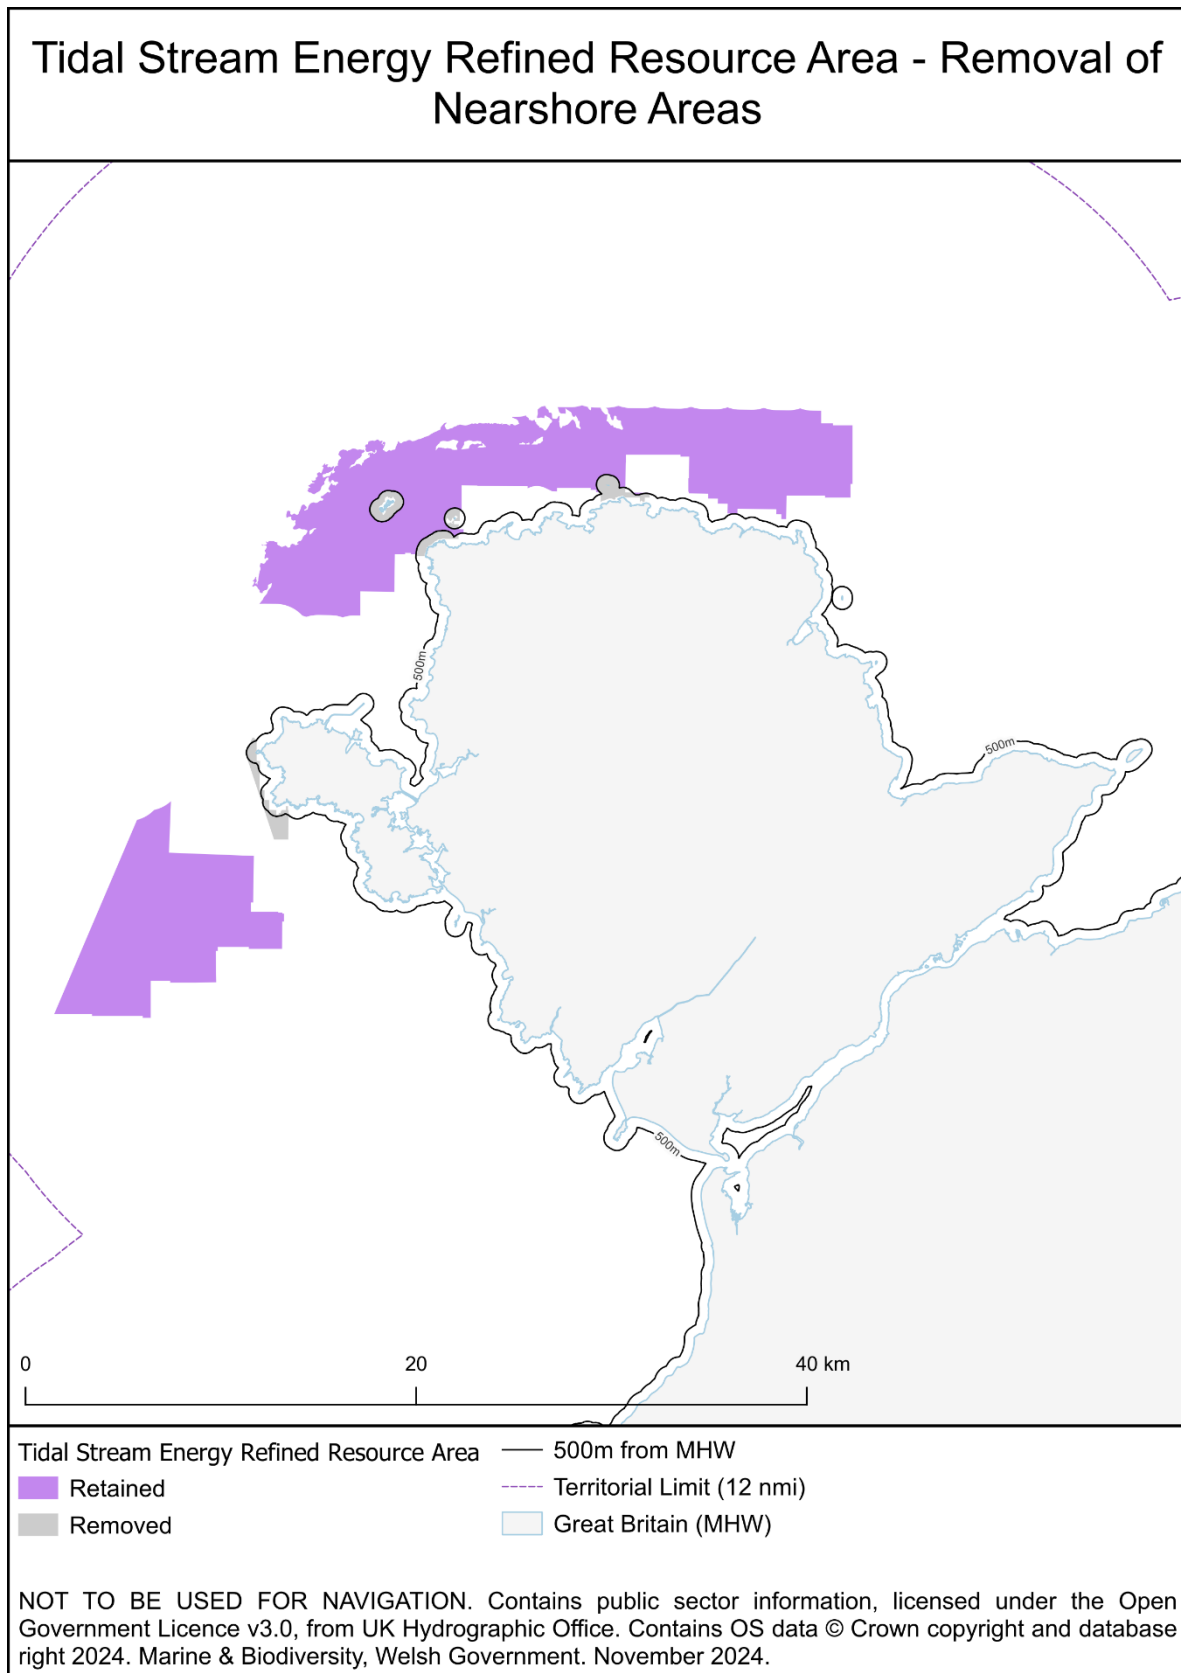 Tidal Stream Energy Refined Resource Area - Removal of
Nearshore Areas
500m
500m
500m
0
20
40 km
Tidal Stream Energy Refined Resource Area
Retained
Removed
500m from MHW
Territorial Limit (12 nmi)
Great Britain (MHW)
NOT TO BE USED FOR NAVIGATION. Contains public sector information, licensed under the Open
Government Licence v3.0, from UK Hydrographic Office. Contains OS data © Crown copyright and database
right 2024. Marine & Biodiversity, Welsh Government. November 2024.